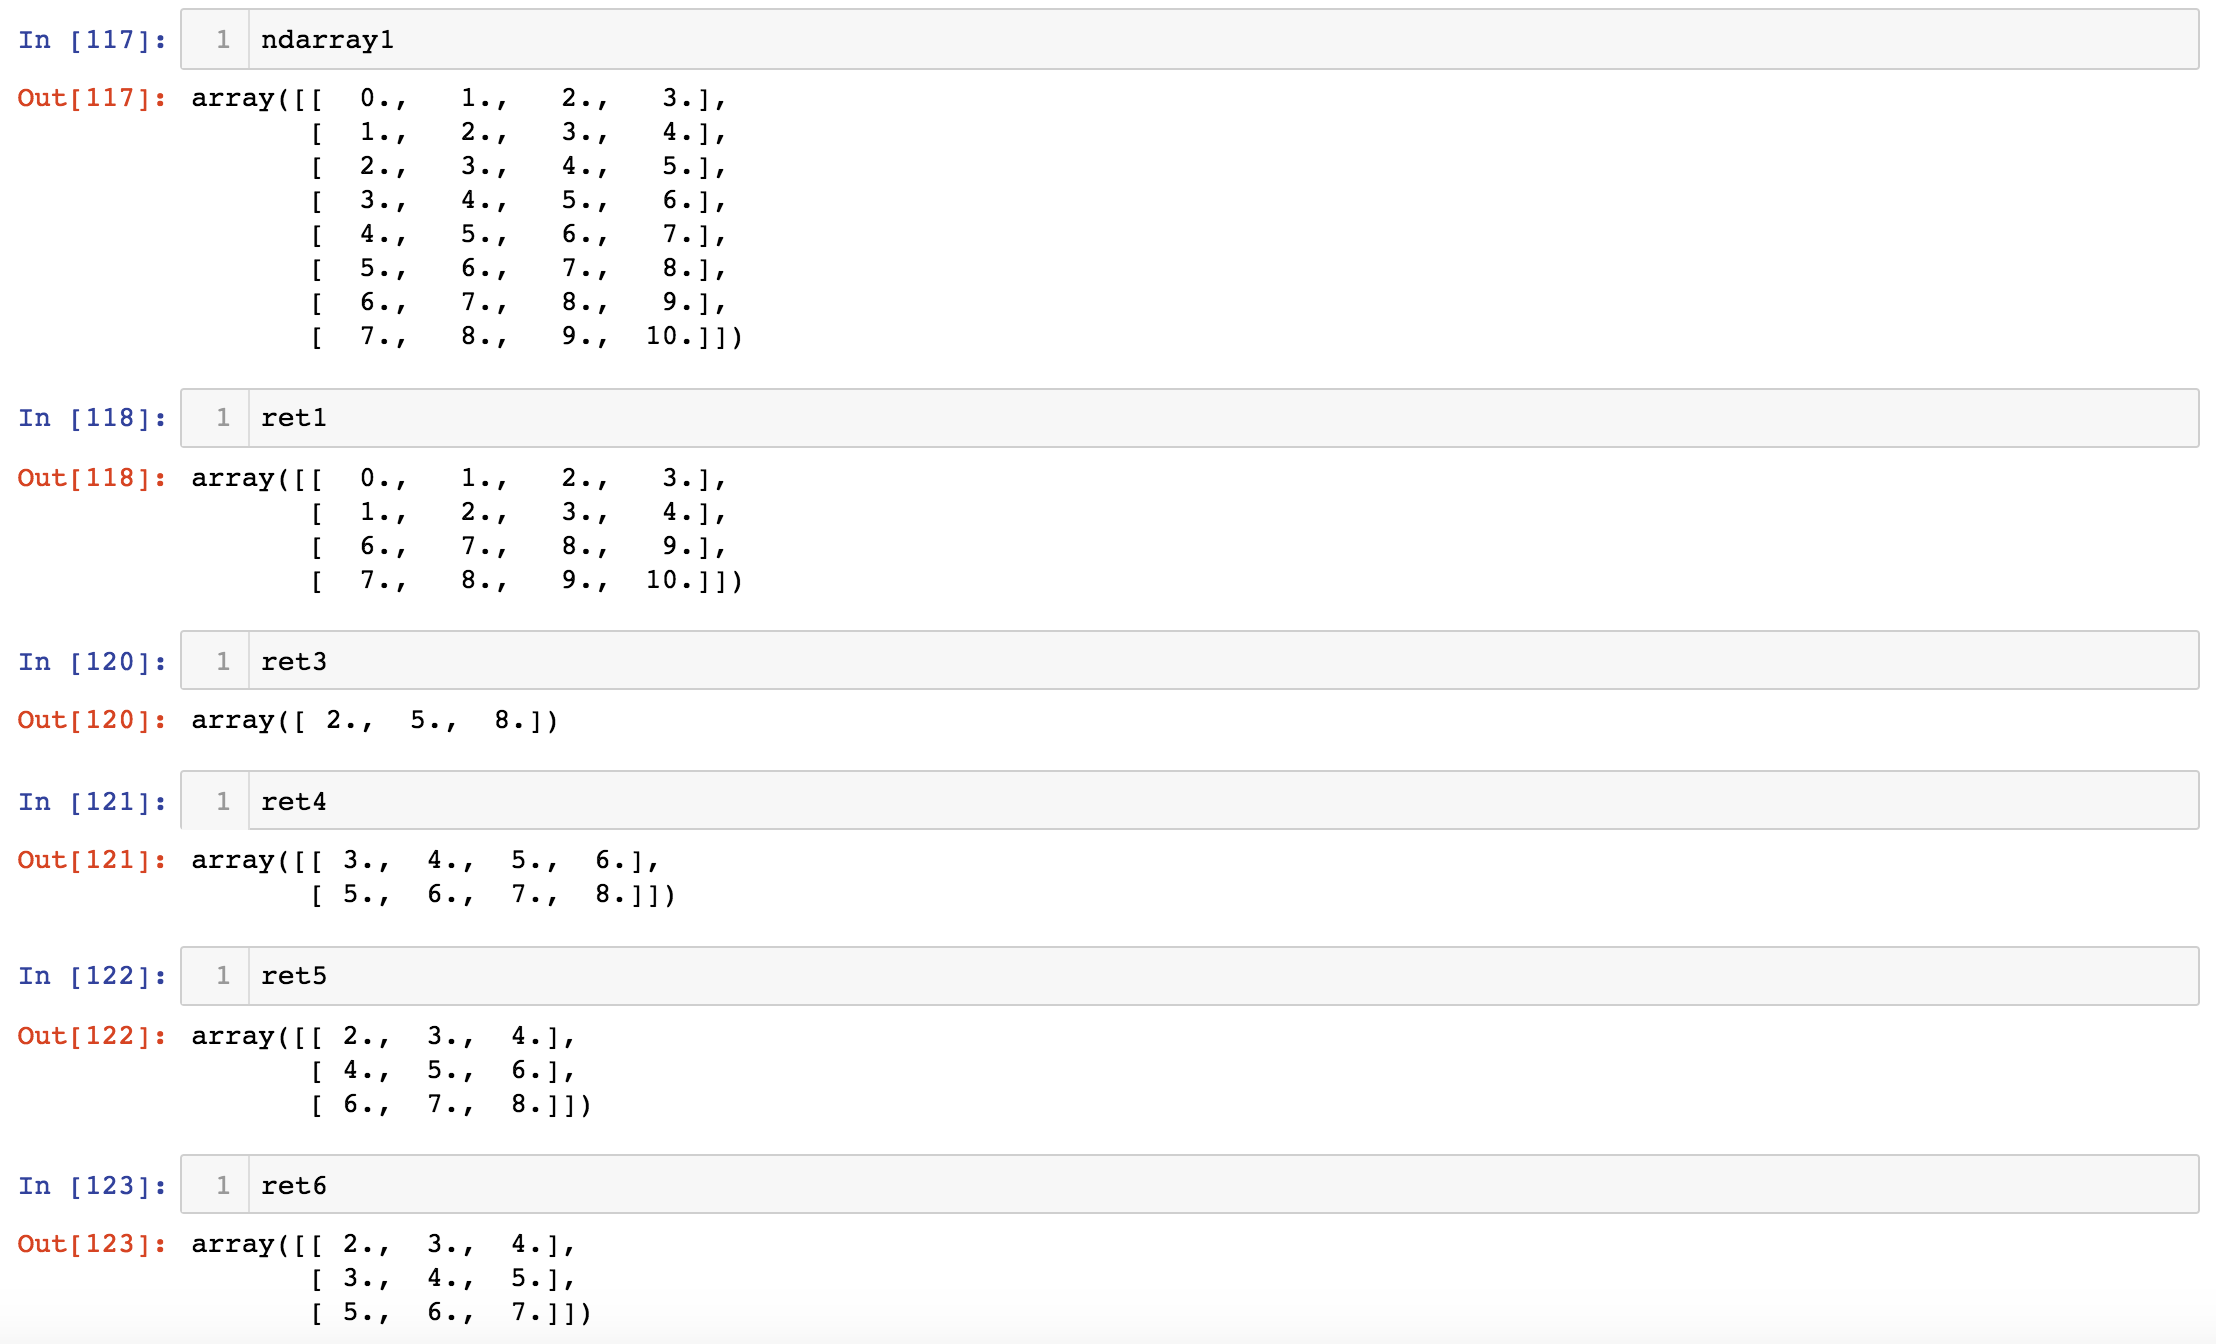 In [117]: 1 ndarray1
Out[117]: array([[ 0., 1., 2., 3.],
[ 1., 2., 3., 4.],
[ 2., 3., 4., 5.],
[ 3., 4., 5., 6.],
[ 4., 5., 6., 7.],
[ 5., 6., 7., 8.],
[ 6., 7., 8., 9.],
[ 7., 8., 9., 10.]])
In [118]: 1 ret1
Out[118]: array([[ 0., 1., 2., 3.],
[ 1., 2., 3., 4.],
[ 6., 7., 8., 9.],
[ 7., 8., 9., 10.]])
In [120]: 1 ret3
Out[120]: array([ 2., 5., 8.])
In [121]: 1 ret4
Out[121]: array([[ 3., 4., 5., 6.],
[ 5., 6., 7., 8.]])
In [122]: 1 ret5
Out[122]: array([[ 2., 3., 4.],
[ 4., 5., 6.],
[ 6., 7., 8.]])
In [123]: 1 ret6
Out[123]: array([[ 2., 3., 4.],
[ 3., 4., 5.],
[ 5., 6., 7.]])